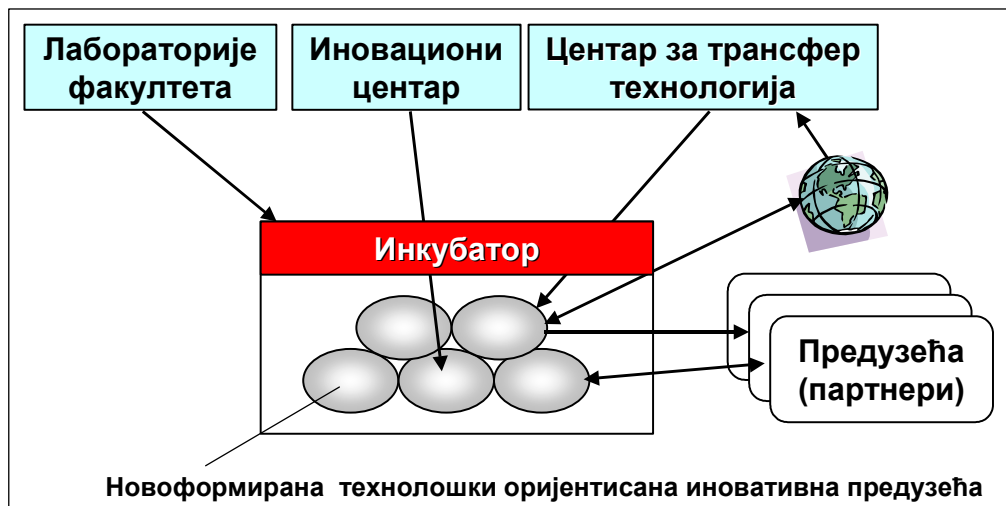 Лабораторије
факултета
Иновациони
центар
Центар за трансфер
технологија
Инкубатор
Предузећа
(партнери)
Новоформирана технолошки оријентисана иновативна предузећа